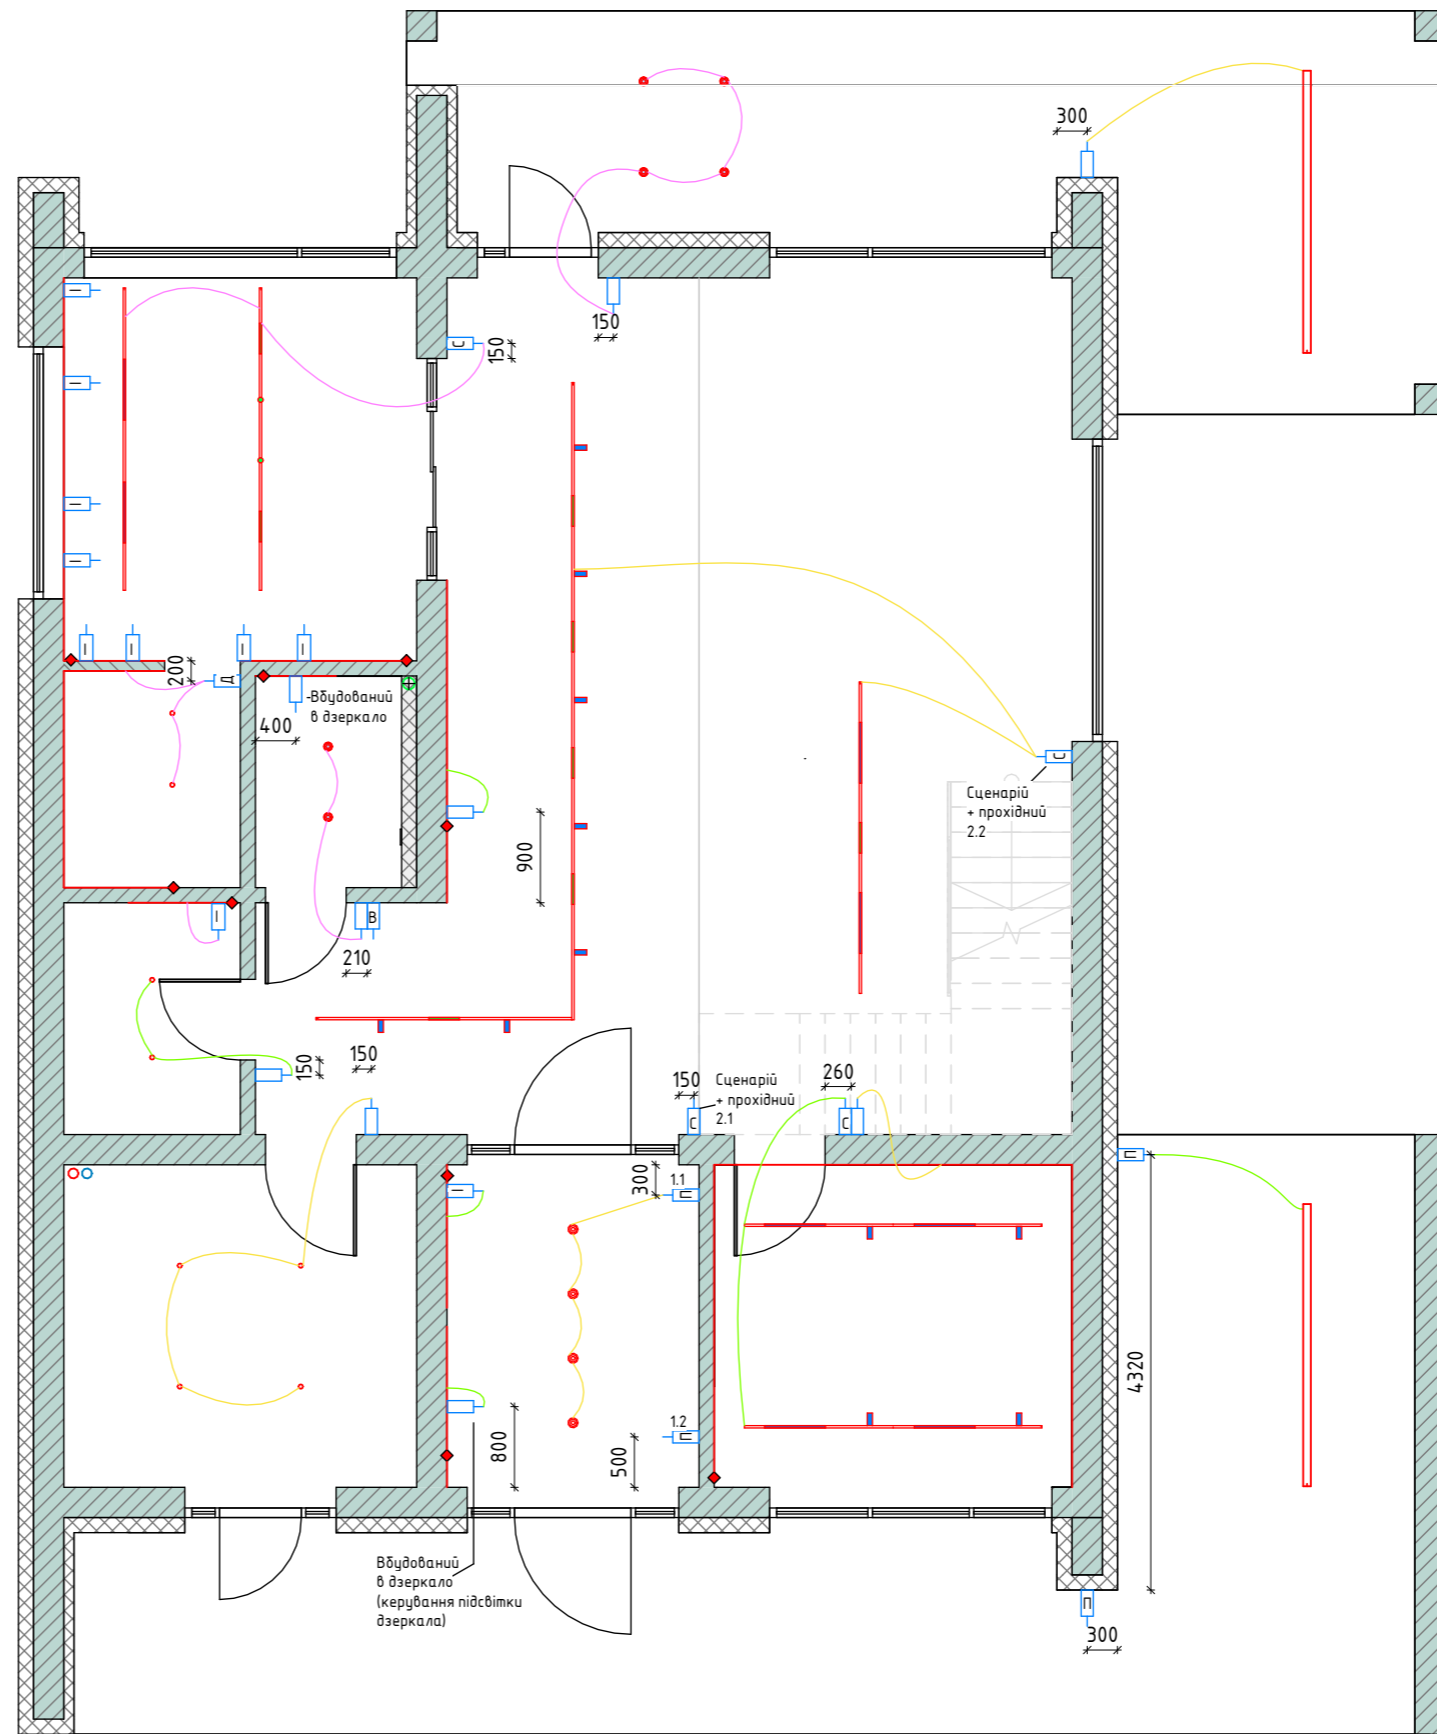 300
150
С
150
І
І
І
І
І
І
І
І
200
Д
-Вбудований
в дзеркало
400
С
Сценарій
+ прохідний
2.2
900
І
В
210
150
150
150
Сценарій
+ прохідний
2.1
С
260
С
І
300
1.1
П
П
4320
1.2
П
800
500
Вбудований
в дзеркало
(керування підсвітки
дзеркала)
П
300